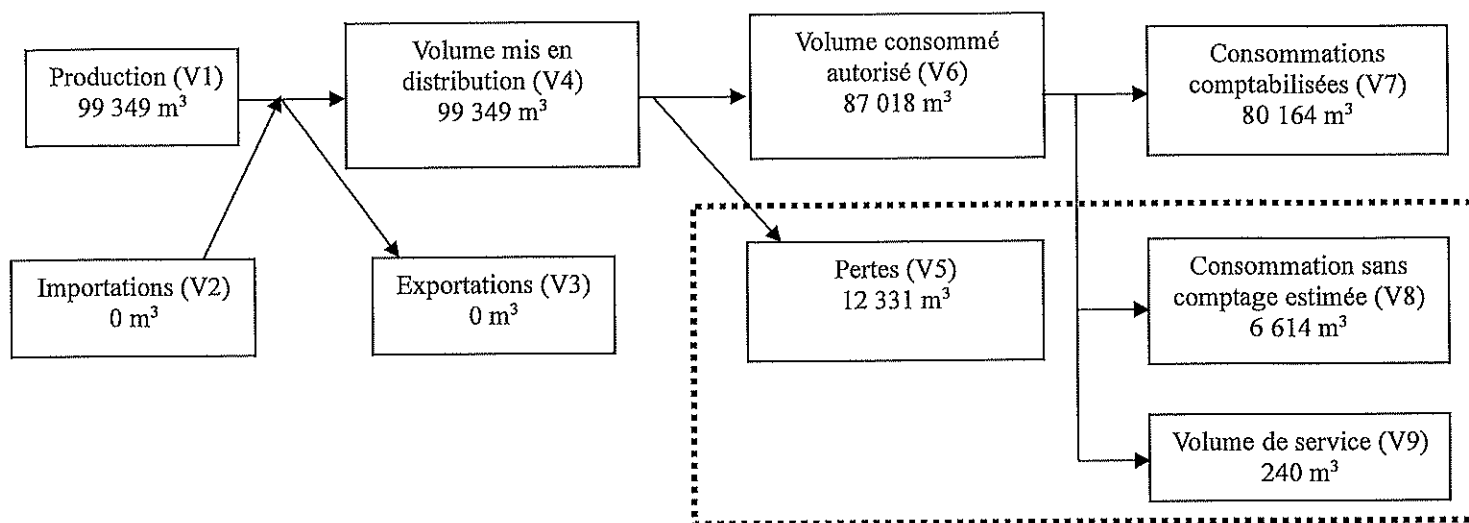 Production (V1)
99 349 m³
Volume mis en
distribution (V4)
99 349 m³
Volume consommé
autorisé (V6)
87 018 m³
Consommations
comptabilisées (V7)
80 164 m³
Importations (V2)
0 m³
Exportations (V3)
0 m³
Pertes (V5)
12 331 m³
Consommation sans
comptage estimée (V8)
6 614 m³
Volume de service (V9)
240 m³